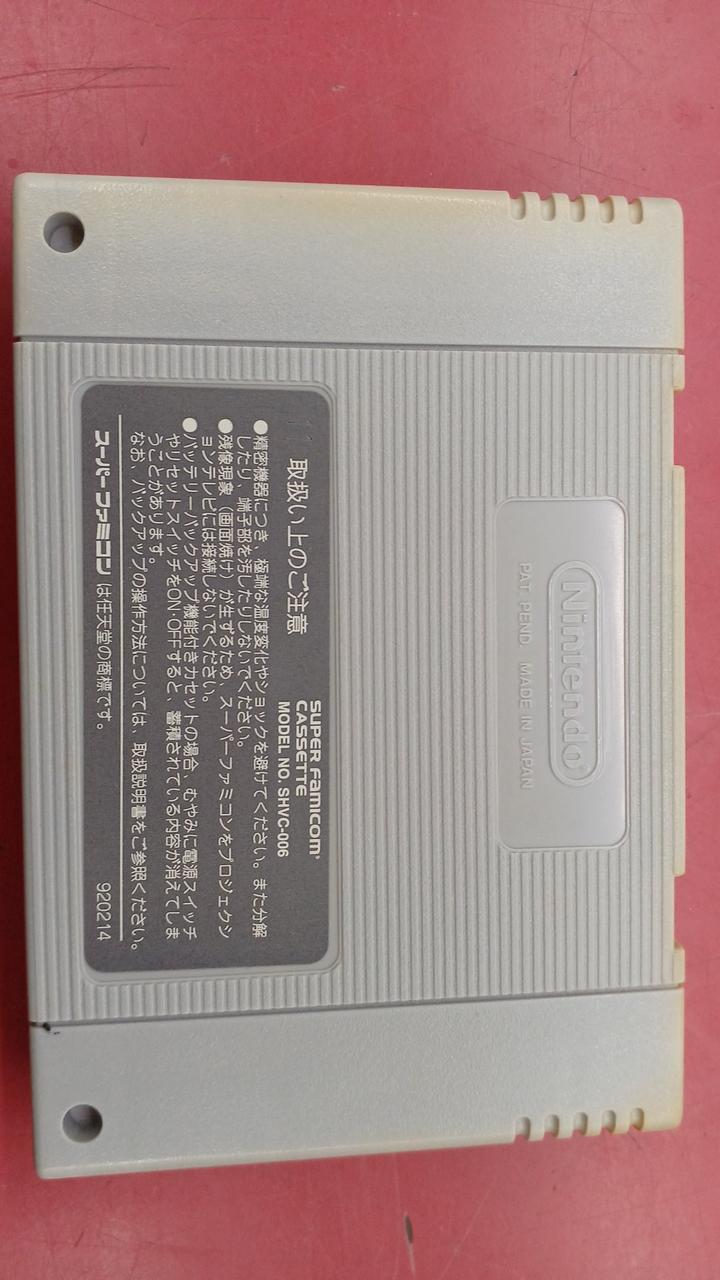 Nintendo®
PAT. PEND. MADE IN JAPAN
SUPER FAMICOM®
CASSETTE
MODEL NO. SHVC-006
取扱い上のご注意
●精密機器につき、極端な温度変化やショックを避けてください。また分解
したり、端子部を汚したりしないでください。
●残像現象（画面焼け）が生ずるため、スーパーファミコンをプロジェクシ
ョンテレビには接続しないでください。
●バッテリーバックアップ機能付きカセットの場合、むやみに電源スイッチ
やリセットスイッチをON・OFFすると、蓄積されている内容が消えてしま
うことがあります。
なお、バックアップの操作方法については、取扱説明書をご参照ください。
スーパーファミコンは任天堂の商標です。
920214